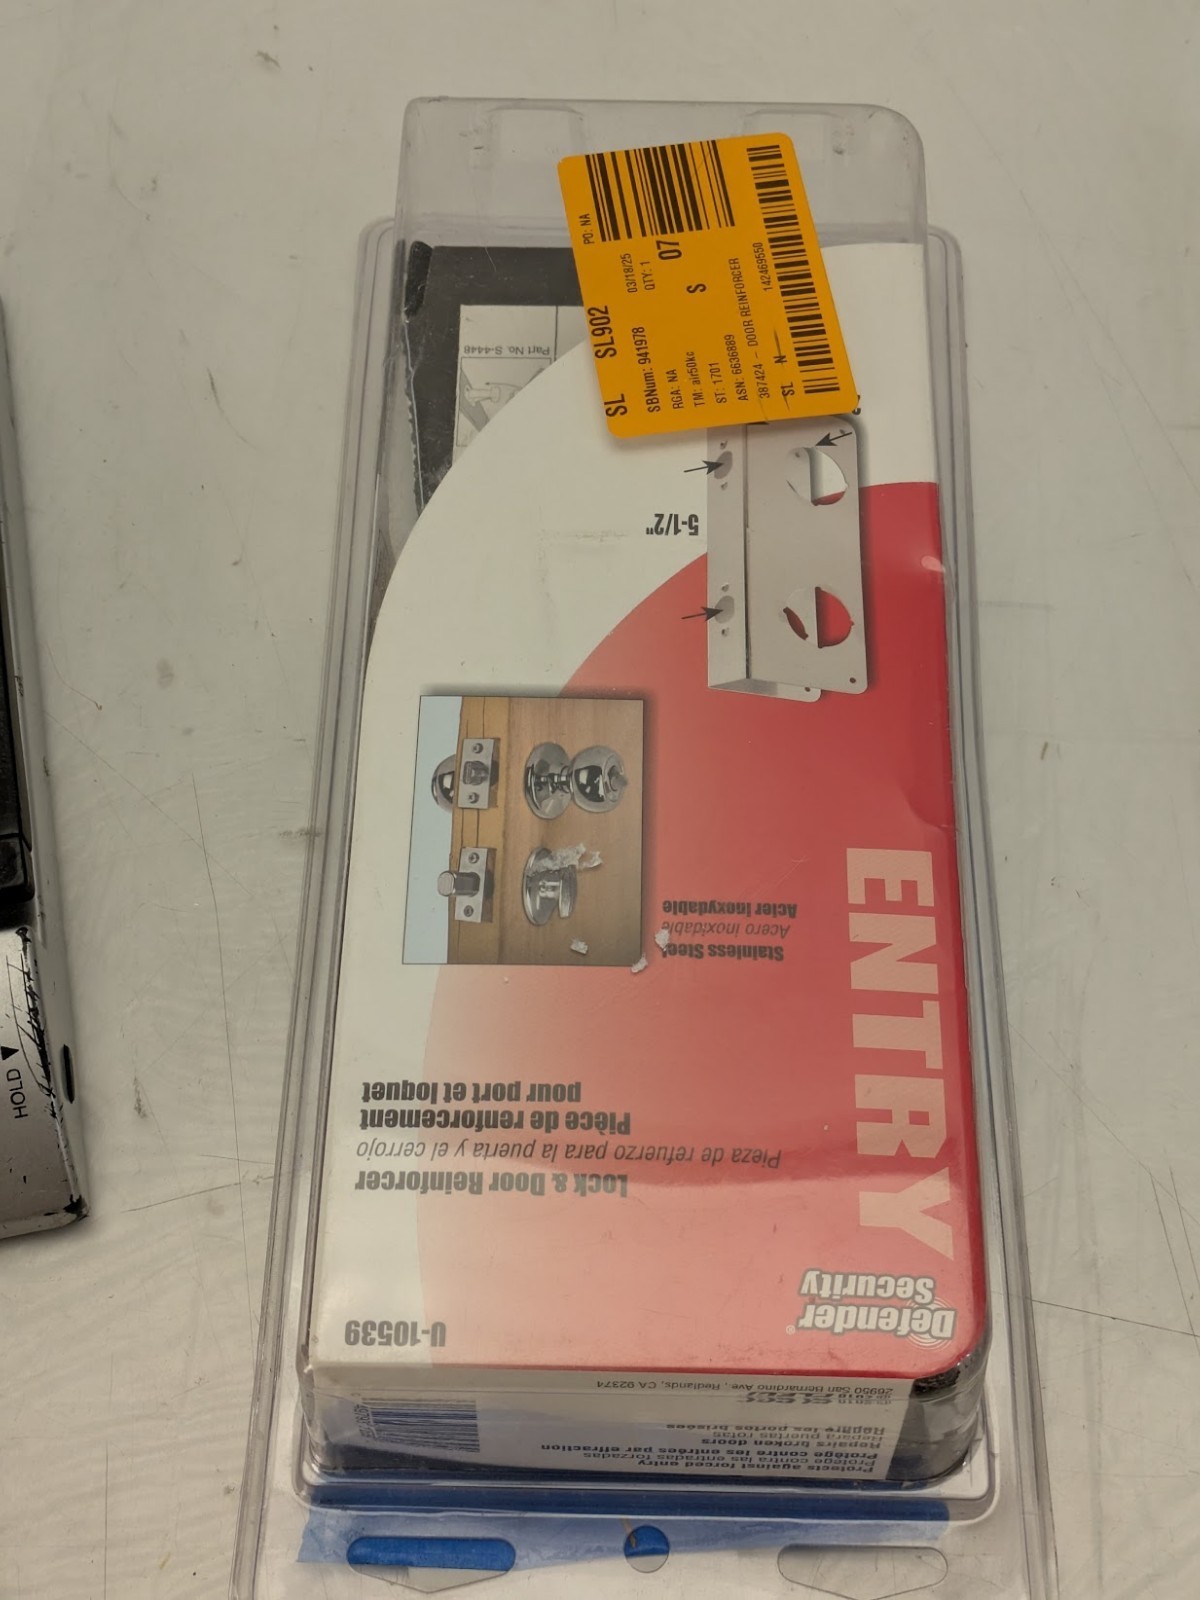 SL SL902
PO: NA
SBNum: 941978 03/18/25
RGA: NA QTY: 1
TM: air50kc 07
ST: 1701 S
ASN: 6636889
387424 - DOOR REINFORCER
SL N 142469550
Part No. S-4448
5-1/2"
Defender
Security®
ENTRY
U-10539
Lock & Door Reinforcer
Pieza de refuerzo para la puerta y el cerrojo
Pièce de renforcement
pour port et loquet
Stainless Steel
Acero inoxidable
Acier inoxydable
Protects against forced entry
Protege contra las entradas forzadas
Protège contre les entrées par effraction
Repairs broken doors
Repara puertas rotas
Répare les portes brisées
26950 San Bernardino Ave., Redlands, CA 92374
HOLD